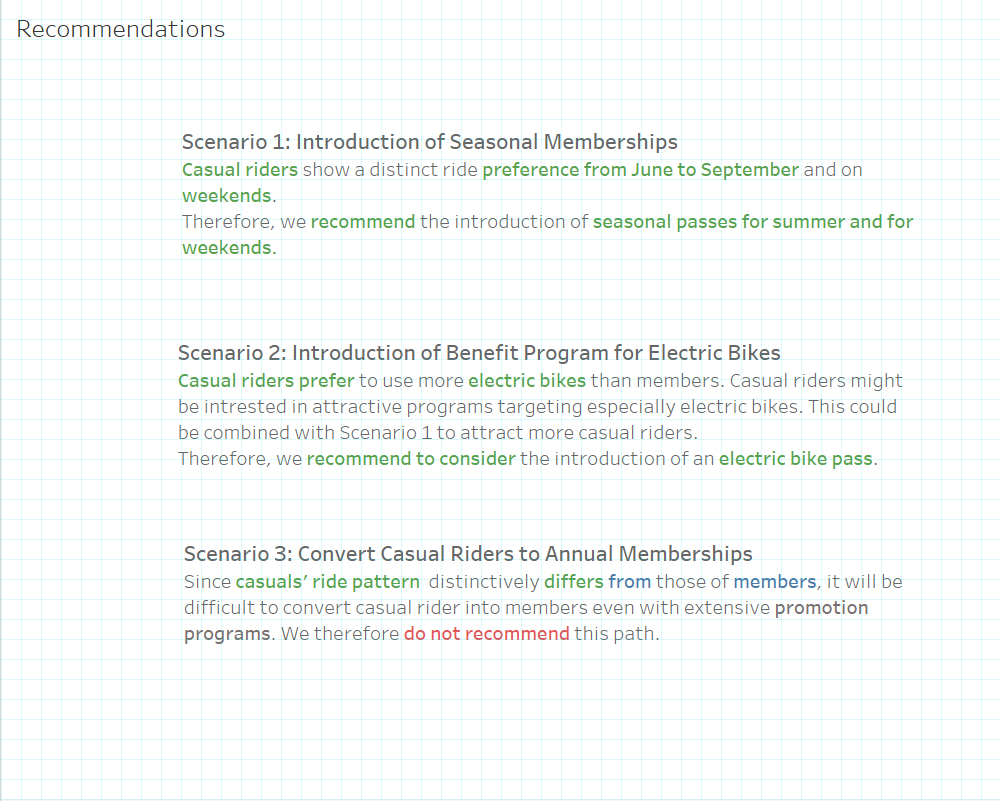 Recommendations
Scenario 1: Introduction of Seasonal Memberships
Casual riders show a distinct ride preference from June to September and on
weekends.
Therefore, we recommend the introduction of seasonal passes for summer and for
weekends.
Scenario 2: Introduction of Benefit Program for Electric Bikes
Casual riders prefer to use more electric bikes than members. Casual riders might
be intrested in attractive programs targeting especially electric bikes. This could
be combined with Scenario 1 to attract more casual riders.
Therefore, we recommend to consider the introduction of an electric bike pass.
Scenario 3: Convert Casual Riders to Annual Memberships
Since casuals’ ride pattern distinctively differs from those of members, it will be
difficult to convert casual rider into members even with extensive promotion
programs. We therefore do not recommend this path.